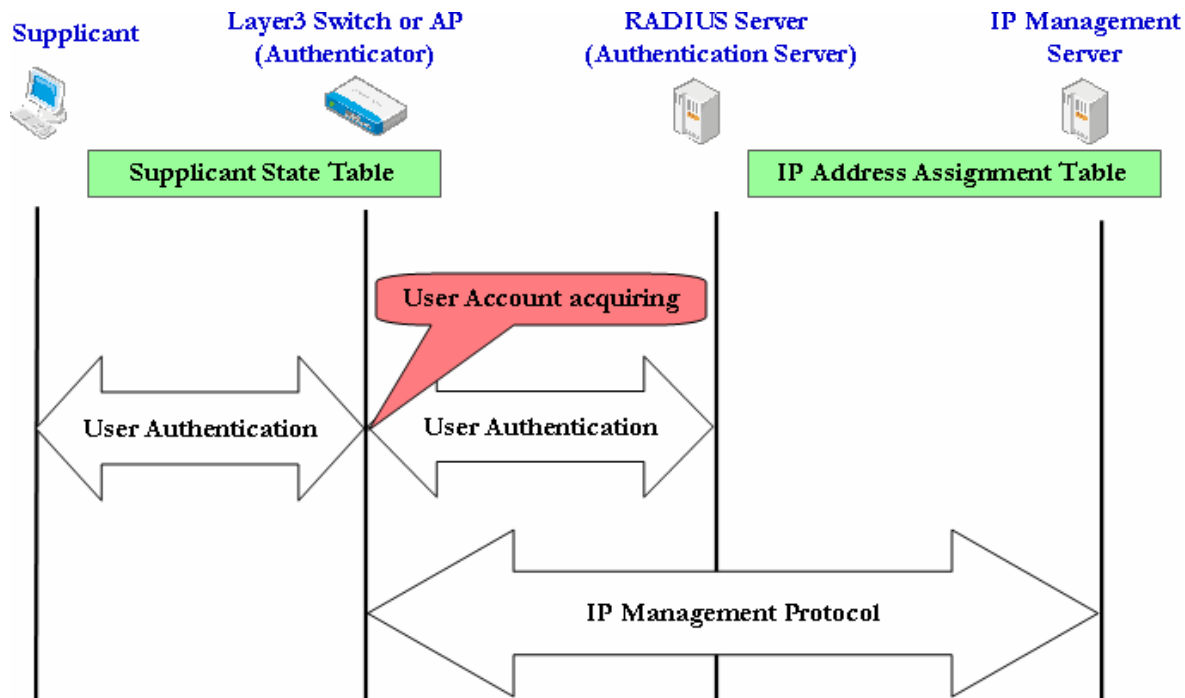 Supplicant
Layer3 Switch or AP
(Authenticator)
RADIUS Server
(Authentication Server)
IP Management
Server
Supplicant State Table
IP Address Assignment Table
User Account acquiring
User Authentication
User Authentication
IP Management Protocol